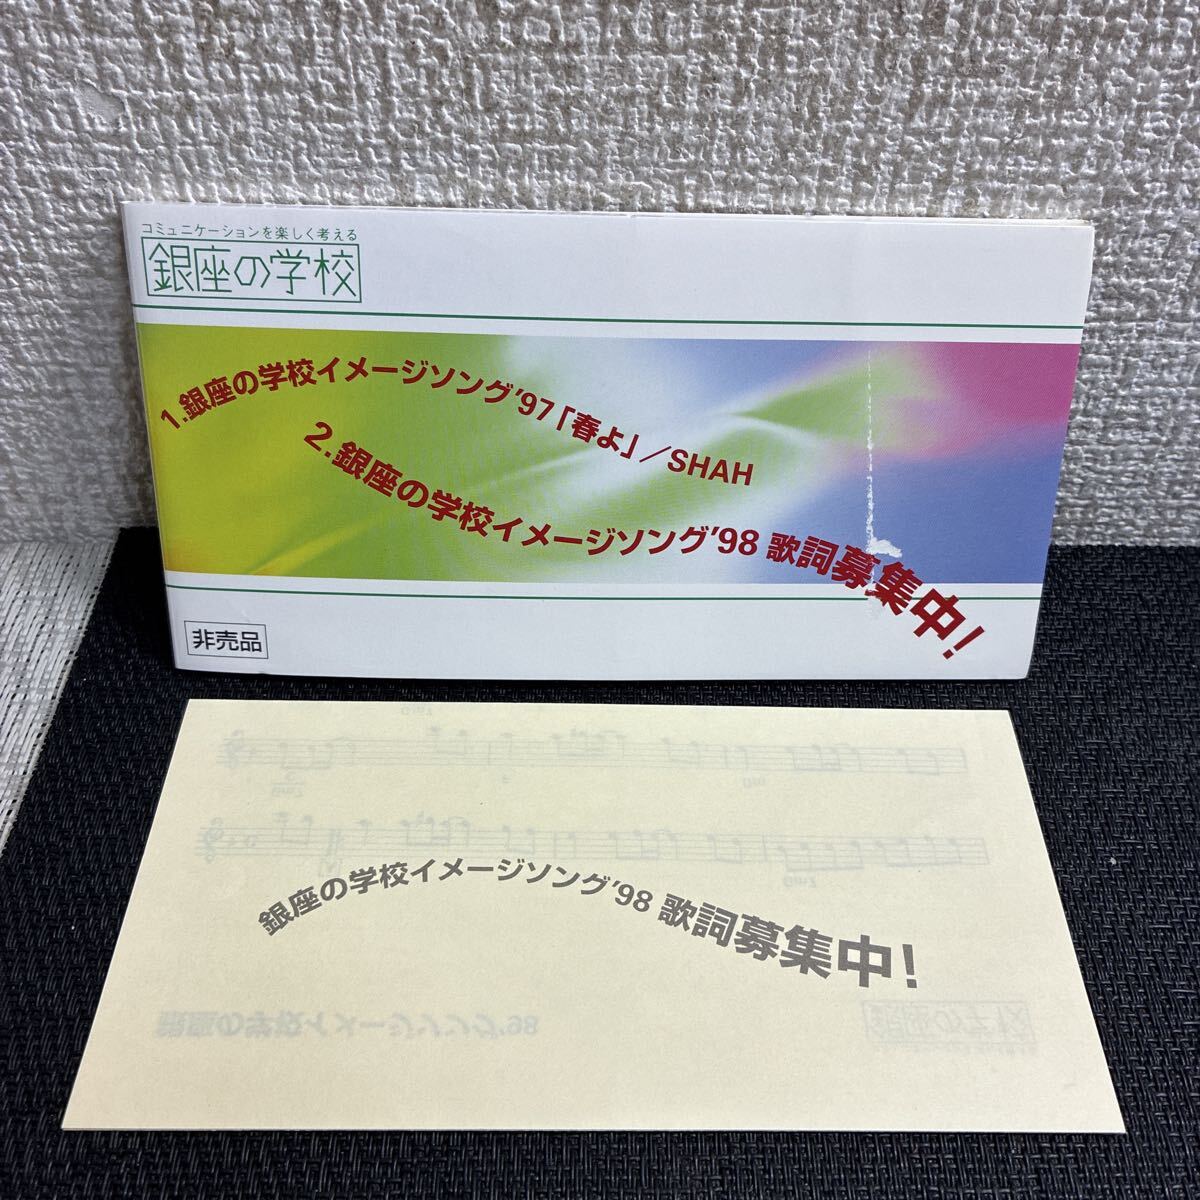 コミュニケーションを楽しく考える
銀座の学校
1.銀座の学校イメージソング'97「春よ」／SHAH
2.銀座の学校イメージソング'98 歌詞募集中!
非売品
銀座の学校イメージソング'98 歌詞募集中!